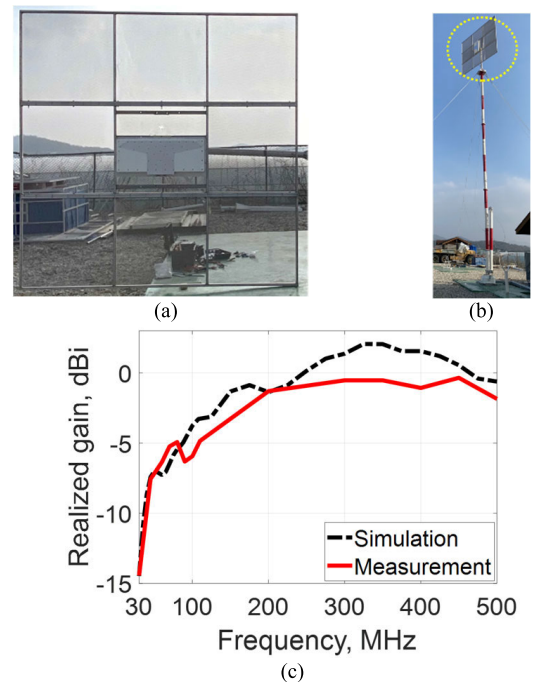 (a)
(b)
Realized gain, dBi
0
-5
-10
-15
Simulation
Measurement
30
100
200
300
400
500
Frequency, MHz
(c)